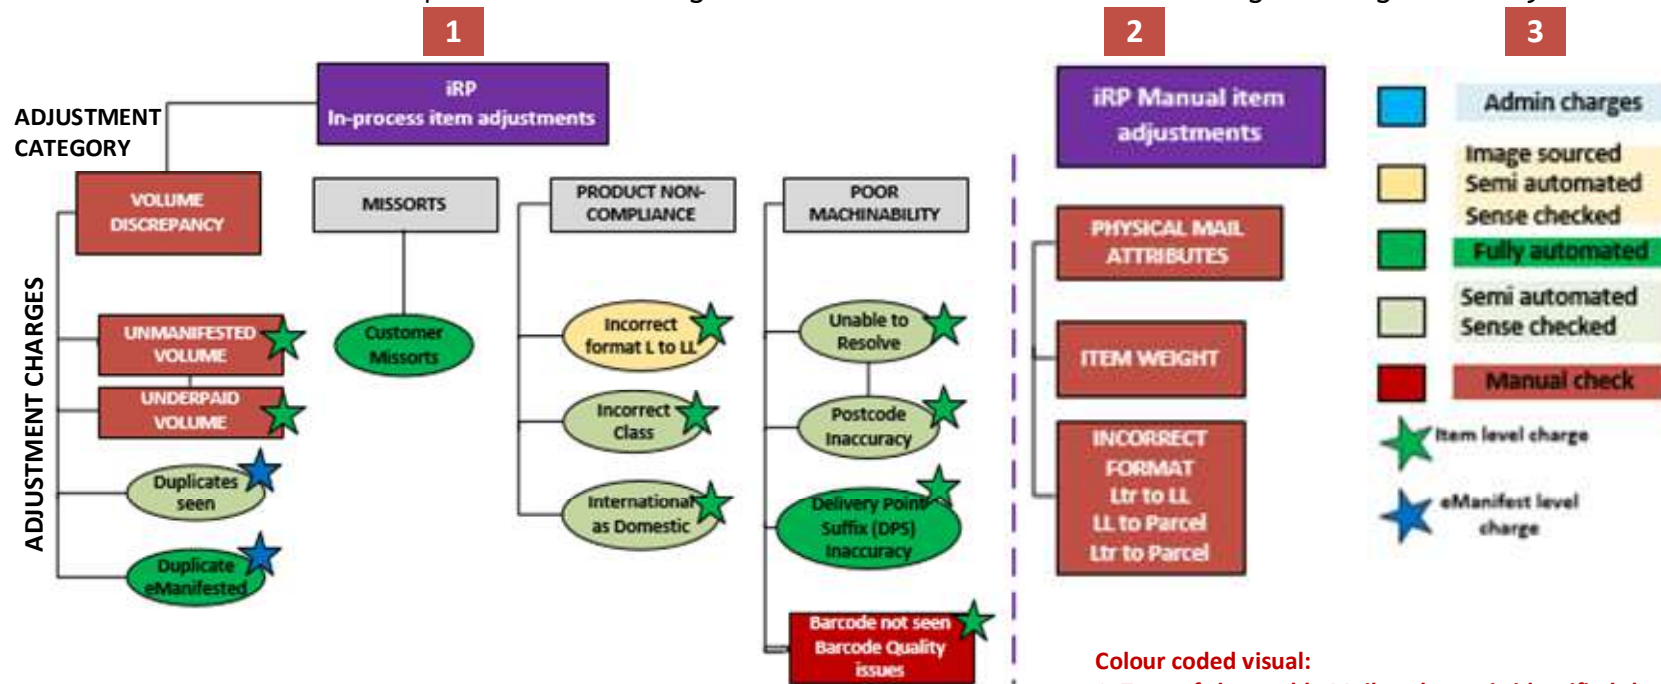 1
2
3
iRP
In-process item adjustments
iRP Manual item
adjustments
Admin charges
Image sourced
Semi automated
Sense checked
Fully automated
Semi automated
Sense checked
Manual check
Item level charge
eManifest level
charge
ADJUSTMENT
CATEGORY
ADJUSTMENT CHARGES
VOLUME
DISCREPANCY
MISSORTS
PRODUCT NON-
COMPLIANCE
POOR
MACHINABILITY
PHYSICAL MAIL
ATTRIBUTES
UNMANIFESTED
VOLUME
UNDERPAID
VOLUME
Duplicates
seen
Duplicate
eManifested
Customer
Missorts
Incorrect
format L to LL
Incorrect
Class
International
as Domestic
Unable to
Resolve
Postcode
Inaccuracy
Delivery Point
Suffix (DPS)
Inaccuracy
Barcode not seen
Barcode Quality
issues
ITEM WEIGHT
INCORRECT
FORMAT
Ltr to LL
LL to Parcel
Ltr to Parcel
Colour coded visual: